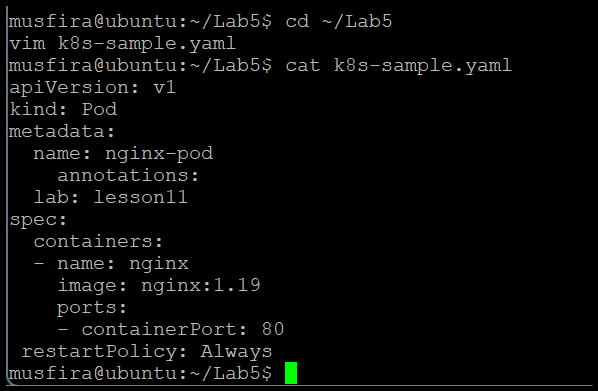 musfira@ubuntu:~/Lab5$ cd ~/Lab5
vim k8s-sample.yaml
musfira@ubuntu:~/Lab5$ cat k8s-sample.yaml
apiVersion: v1
kind: Pod
metadata:
  name: nginx-pod
    annotations:
  lab: lesson11
spec:
  containers:
  - name: nginx
    image: nginx:1.19
    ports:
    - containerPort: 80
 restartPolicy: Always
musfira@ubuntu:~/Lab5$